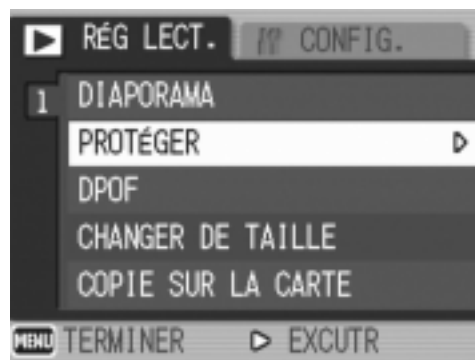 RÉG LECT. CONFIG.
1 DIAPORAMA
PROTÉGER
DPOF
CHANGER DE TAILLE
COPIE SUR LA CARTE
MENU TERMINER EXCUTR